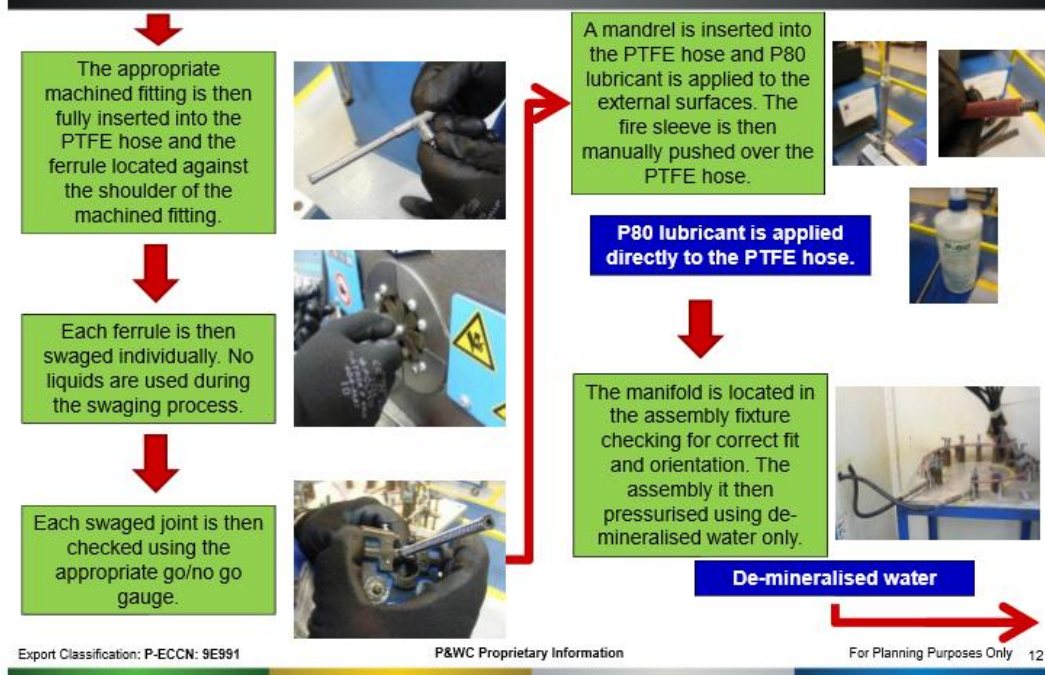 The appropriate
machined fitting is then
fully inserted into the
PTFE hose and the
ferrule located against
the shoulder of the
machined fitting.
Each ferrule is then
swaged individually. No
liquids are used during
the swaging process.
Each swaged joint is then
checked using the
appropriate go/no go
gauge.
A mandrel is inserted into
the PTFE hose and P80
lubricant is applied to the
external surfaces. The
fire sleeve is then
manually pushed over the
PTFE hose.
P80 lubricant is applied
directly to the PTFE hose.
P-80
The manifold is located in
the assembly fixture
checking for correct fit
and orientation. The
assembly it then
pressurised using de-
mineralised water only.
De-mineralised water
Export Classification: P-ECCN: 9E991
P&WC Proprietary Information
For Planning Purposes Only 12